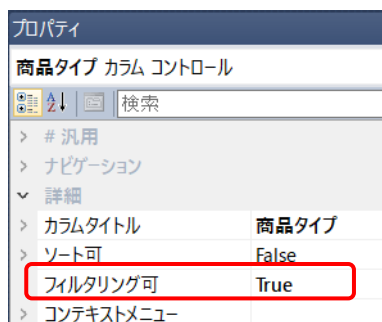 プロパティ
商品タイプ カラム コントロール
検索
# 汎用
ナビゲーション
詳細
カラムタイトル 商品タイプ
ソート可 False
フィルタリング可 True
コンテキストメニュー